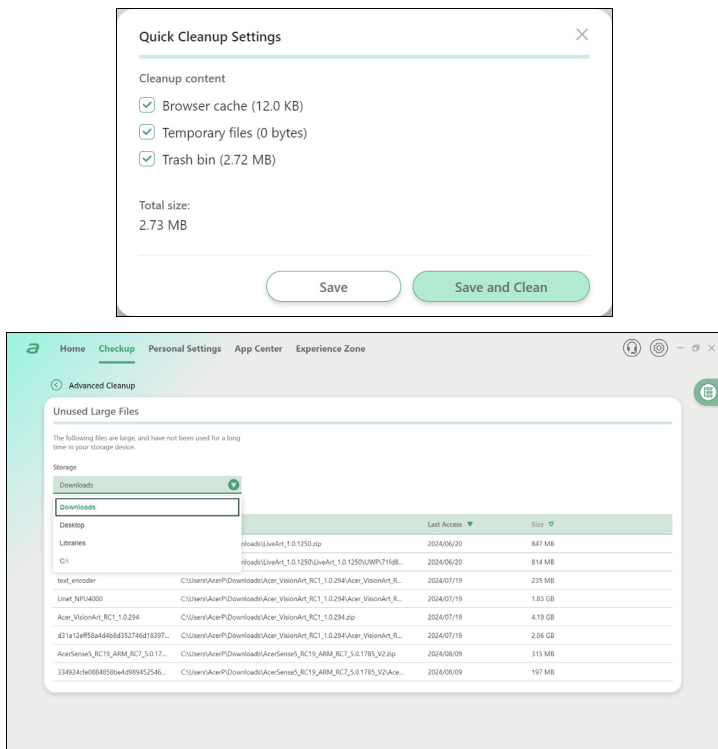 Quick Cleanup Settings
Cleanup content
Browser cache (12.0 KB)
Temporary files (0 bytes)
Trash bin (2.72 MB)
Total size:
2.73 MB
Save Save and Clean
a Home Checkup Personal Settings App Center Experience Zone
Advanced Cleanup
Unused Large Files
The following files are large, and have not been used for a long
time in your storage device.
Storage
Downloads
Downloads
Desktop Last Access Size
Libraries nloads\LiveArt_1.0.1250.zip 2024/06/20 847 MB
C:\ nloads\LiveArt_1.0.1250\LiveArt_1.0.1250\UWP\71fd8... 2024/06/20 814 MB
text_encoder C:\Users\AcerP\Downloads\Acer_VisionArt_RC1_1.0.294\Acer_VisionArt_R... 2024/07/19 235 MB
Unet_NPU4000 C:\Users\AcerP\Downloads\Acer_VisionArt_RC1_1.0.294\Acer_VisionArt_R... 2024/07/19 1.83 GB
Acer_VisionArt_RC1_1.0.294 C:\Users\AcerP\Downloads\Acer_VisionArt_RC1_1.0.294.zip 2024/07/19 4.19 GB
d31a12eff58a4d4b8d352746d18397... C:\Users\AcerP\Downloads\Acer_VisionArt_RC1_1.0.294\Acer_VisionArt_R... 2024/07/19 2.06 GB
AcerSense5_RC19_ARM_RC7_5.0.17... C:\Users\AcerP\Downloads\AcerSense5_RC19_ARM_RC7_5.0.1785_V2.zip 2024/08/09 315 MB
334924cfe0884858be4d989452546... C:\Users\AcerP\Downloads\AcerSense5_RC19_ARM_RC7_5.0.1785_V2\Ace... 2024/08/09 197 MB